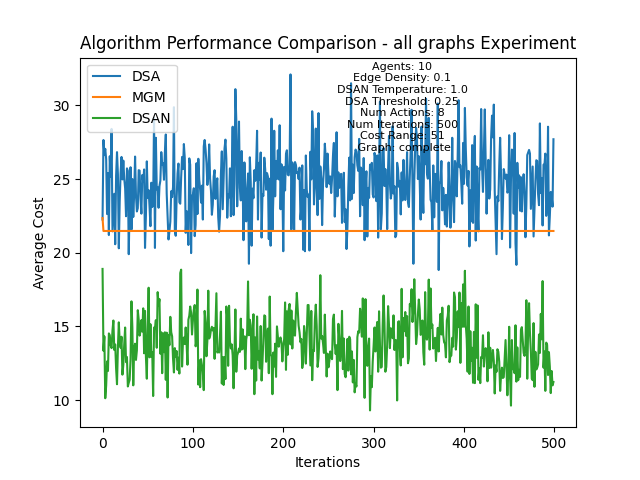 Algorithm Performance Comparison - all graphs Experiment
DSA
MGM
DSAN
Agents: 10
Edge Density: 0.1
DSAN Temperature: 1.0
DSA Threshold: 0.25
Num Actions: 8
Num Iterations: 500
Cost Range: 51
Graph: complete
Average Cost
30
25
20
15
10
0
100
200
300
400
500
Iterations